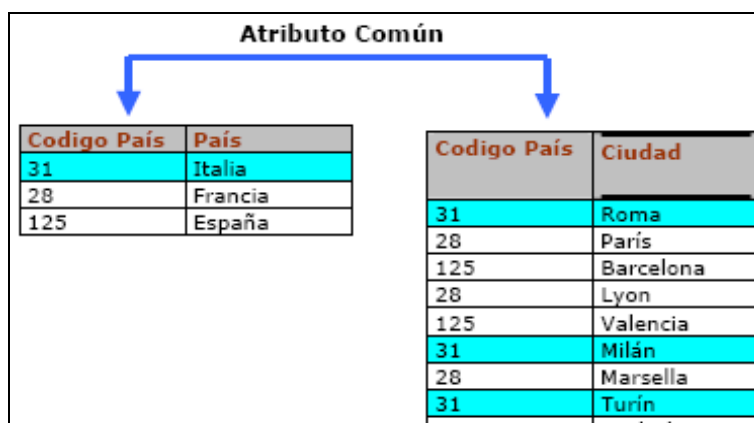 Atributo Común
Codigo País País
31 Italia
28 Francia
125 España
Codigo País Ciudad
31 Roma
28 París
125 Barcelona
28 Lyon
125 Valencia
31 Milán
28 Marsella
31 Turín